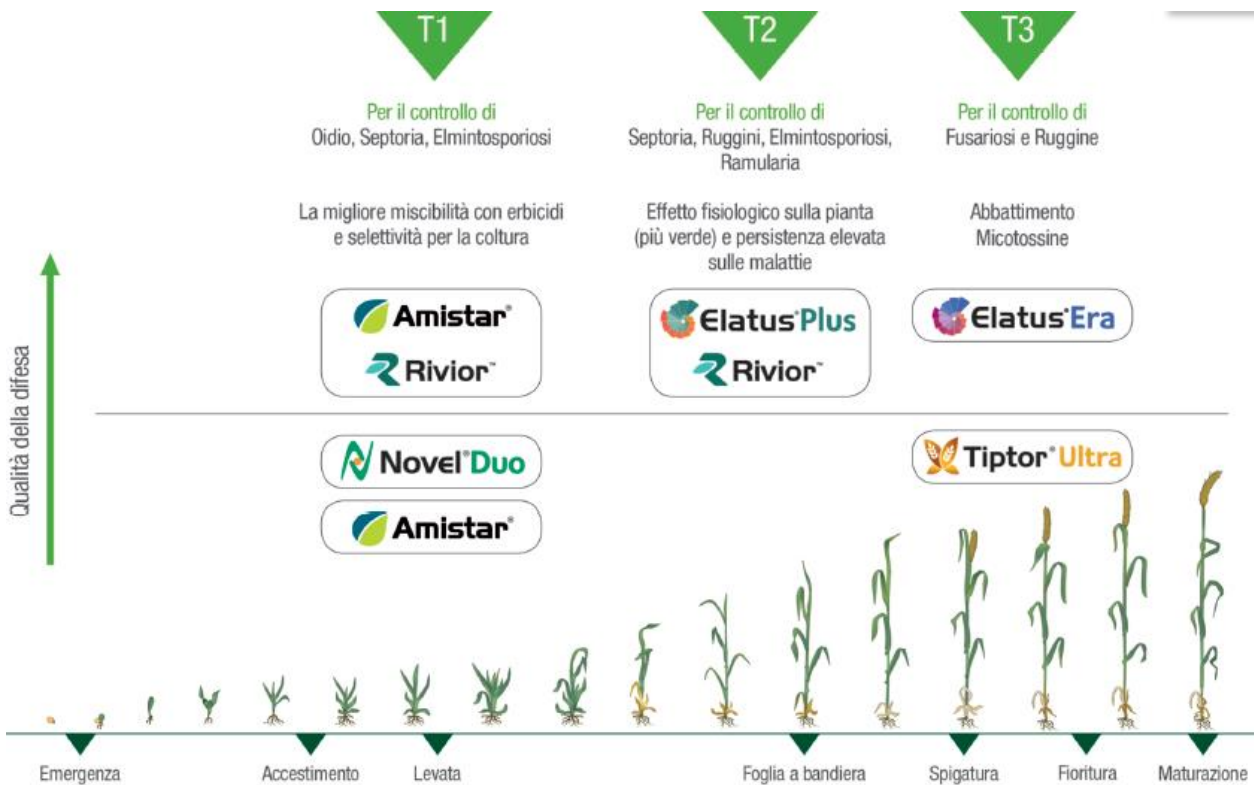 T1
T2
T3
Per il controllo di
Oidio, Septoria, Elmintosporiosi
Per il controllo di
Septoria, Ruggini, Elmintosporiosi,
Ramularia
Per il controllo di
Fusariosi e Ruggine
La migliore miscibilità con erbicidi
e selettività per la coltura
Effetto fisiologico sulla pianta
(più verde) e persistenza elevata
sulle malattie
Abbattimento
Micotossine
Qualità della difesa
Amistar®
Rivior™
Elatus®Plus
Rivior™
Elatus®Era
Novel®Duo
Amistar®
Tiptor®Ultra
Emergenza
Accestimento
Levata
Foglia a bandiera
Spigatura
Fioritura
Maturazione